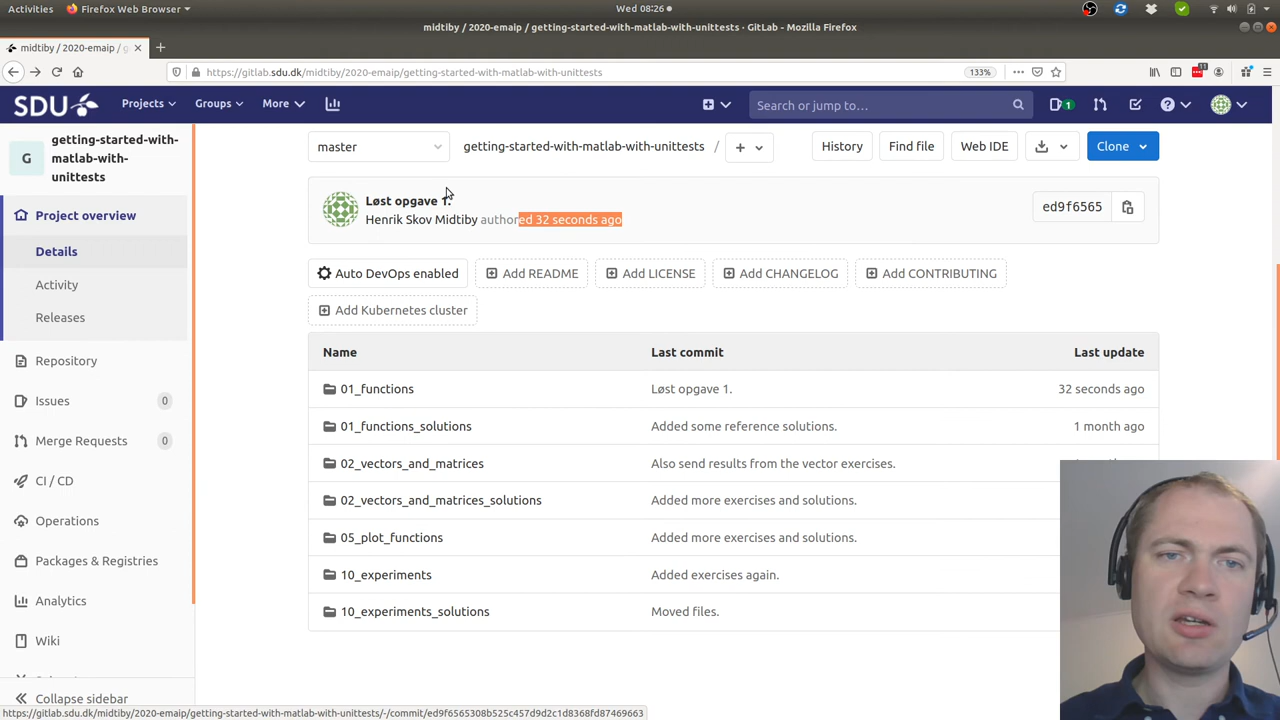 Activities Firefox Web Browser Wed 08:26
midtiby / 2020-emaip / getting-started-with-matlab-with-unittests · GitLab - Mozilla Firefox
midtiby / 2020-emaip / g
https://gitlab.sdu.dk/midtiby/2020-emaip/getting-started-with-matlab-with-unittests 133% 11
SDU Projects Groups More Search or jump to... 1
getting-started-with-matlab-with-unittests
G
Project overview
Details
Activity
Releases
Repository
Issues 0
Merge Requests 0
CI / CD
Operations
Packages & Registries
Analytics
Wiki
Collapse sidebar
master getting-started-with-matlab-with-unittests / + History Find file Web IDE Clone
Løst opgave 1.
Henrik Skov Midtiby authored 32 seconds ago
ed9f6565
Auto DevOps enabled Add README Add LICENSE Add CHANGELOG Add CONTRIBUTING
Add Kubernetes cluster
Name Last commit Last update
01_functions Løst opgave 1. 32 seconds ago
01_functions_solutions Added some reference solutions. 1 month ago
02_vectors_and_matrices Also send results from the vector exercises.
02_vectors_and_matrices_solutions Added more exercises and solutions.
05_plot_functions Added more exercises and solutions.
10_experiments Added exercises again.
10_experiments_solutions Moved files.
https://gitlab.sdu.dk/midtiby/2020-emaip/getting-started-with-matlab-with-unittests/-/commit/ed9f6565308b525c457d9d2c1d8368fd87469663